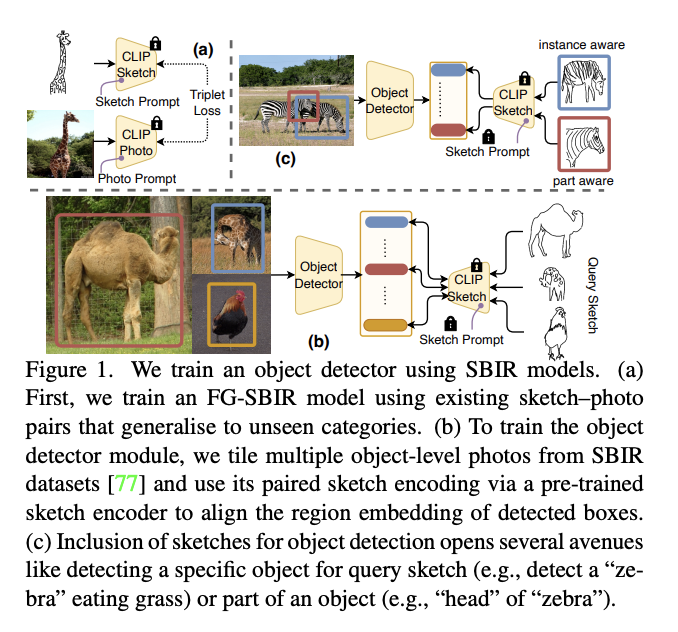 (a)
CLIP
Sketch
Sketch Prompt
Triplet
Loss
CLIP
Photo
Photo Prompt
instance aware
Object
Detector
CLIP
Sketch
Sketch Prompt
(c)
part aware
Object
Detector
CLIP
Sketch
Sketch Prompt
Query Sketch
(b)
Figure 1. We train an object detector using SBIR models. (a)
First, we train an FG-SBIR model using existing sketch–photo
pairs that generalise to unseen categories. (b) To train the object
detector module, we tile multiple object-level photos from SBIR
datasets [77] and use its paired sketch encoding via a pre-trained
sketch encoder to align the region embedding of detected boxes.
(c) Inclusion of sketches for object detection opens several avenues
like detecting a specific object for query sketch (e.g., detect a “ze-
bra” eating grass) or part of an object (e.g., “head” of “zebra”).